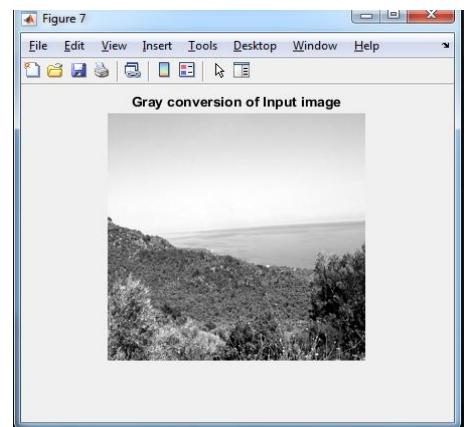 Figure 7
File Edit View Insert Tools Desktop Window Help
Gray conversion of Input image